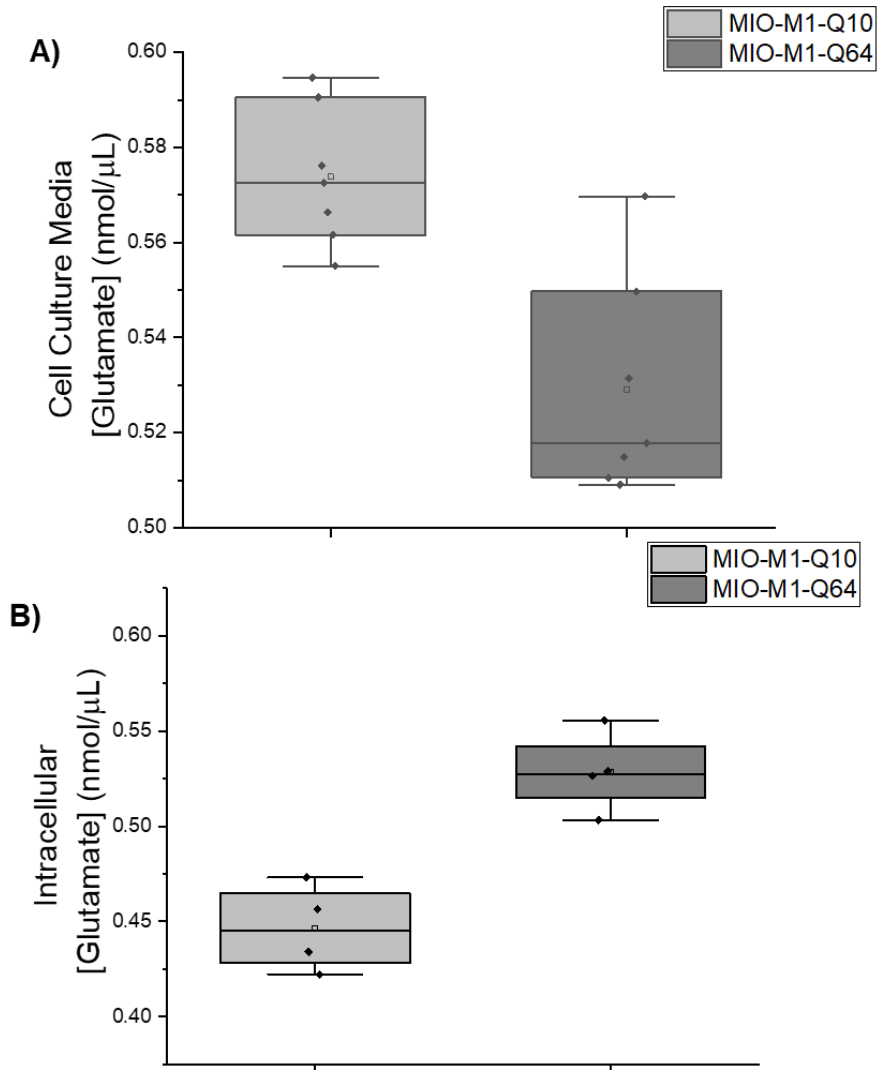 A)
MIO-M1-Q10
MIO-M1-Q64
Cell Culture Media
[Glutamate] (nmol/μL)
0.60
0.58
0.56
0.54
0.52
0.50
B)
MIO-M1-Q10
MIO-M1-Q64
Intracellular
[Glutamate] (nmol/μL)
0.60
0.55
0.50
0.45
0.40